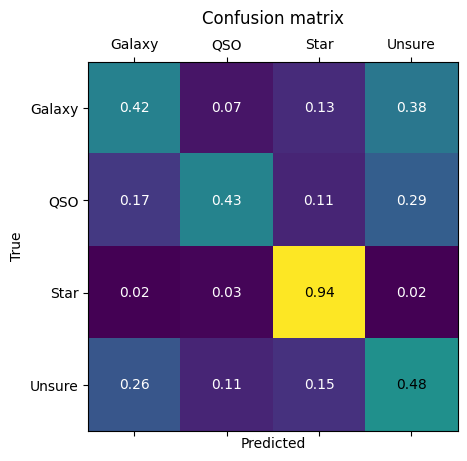 Confusion matrix
Galaxy QSO Star Unsure
Galaxy 0.42 0.07 0.13 0.38
QSO 0.17 0.43 0.11 0.29
True
Star 0.02 0.03 0.94 0.02
Unsure 0.26 0.11 0.15 0.48
Predicted